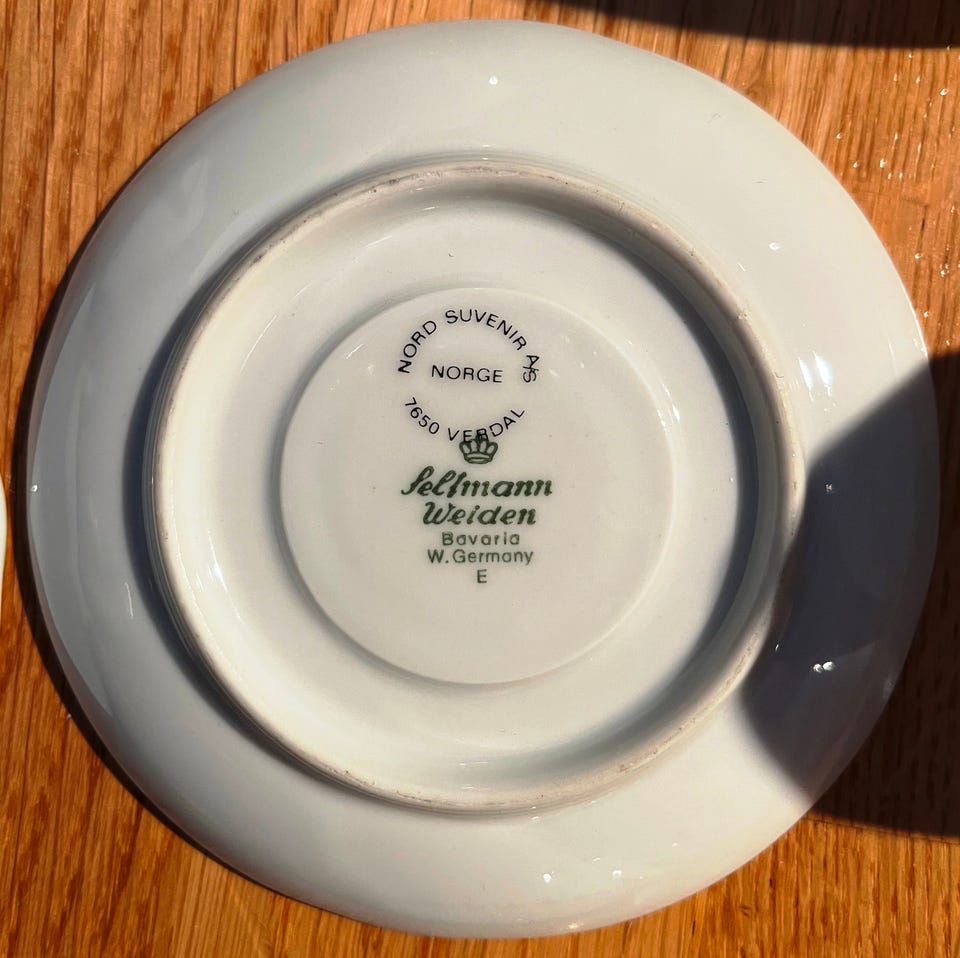 NORD SUVENIR A/S
NORGE
7650 VERDAL
Seltmann
Weiden
Bavaria
W.Germany
E